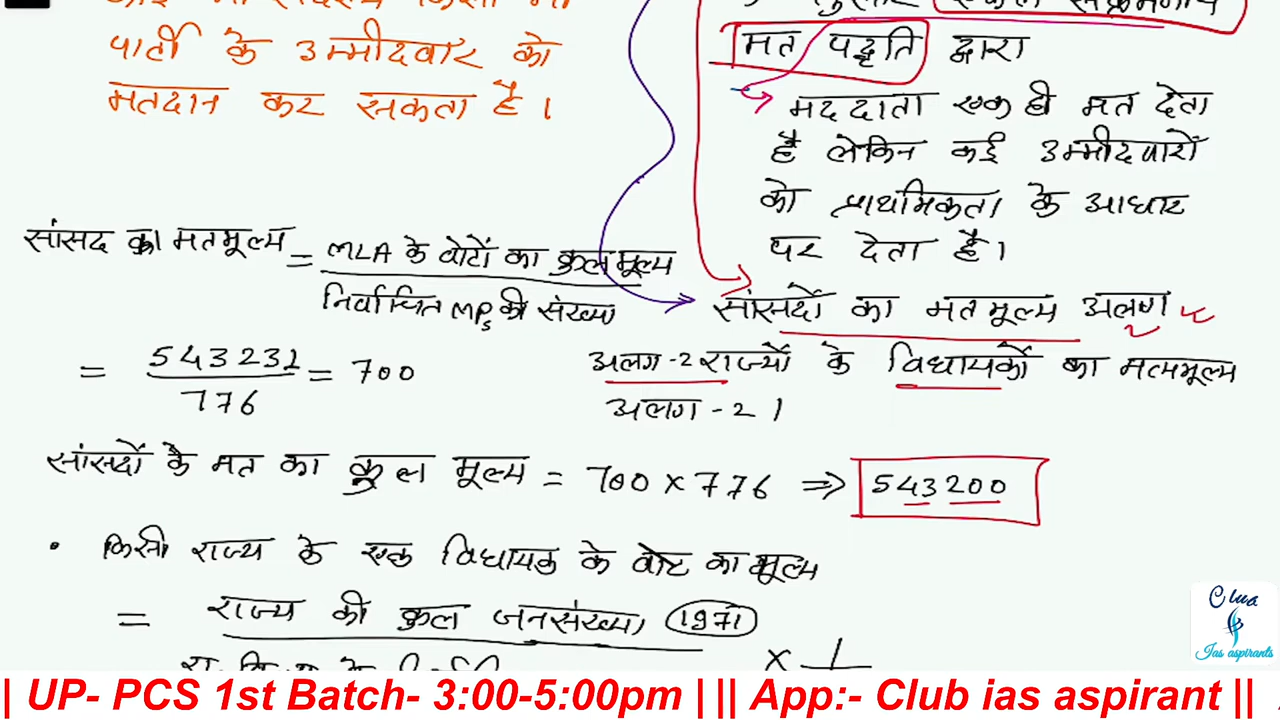 पार्टी के उम्मीदवार को
मतदान कर सकता है।
मत पद्धति द्वारा
मददाता एक ही मत देता
है लेकिन कई उम्मीदवारों
को प्राथमिकता के आधार
पर देता है।
सांसद का मतमूल्य = MLA के वोटों का कुल मूल्य
निर्वाचित MPs की संख्या
सांसदों का मतमूल्य अलग
= 543231 = 700
776
अलग-2 राज्यों के विधायकों का मतमूल्य
अलग-2।
सांसदों के मत का कुल मूल्य = 700 × 776 ⇒ 543200
• किसी राज्य के एक विधायक के वोट का मूल्य
= राज्य की कुल जनसंख्या (1971)
× 1
Club
Ias aspirants
| UP- PCS 1st Batch- 3:00-5:00pm | || App:- Club ias aspirant ||